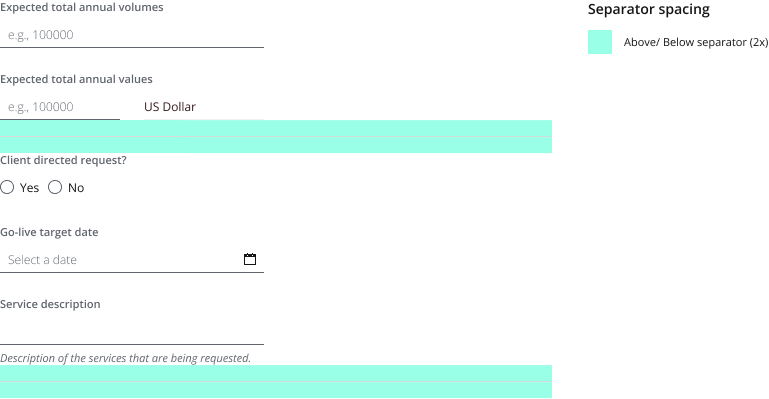 Expected total annual volumes
e.g., 100000
Expected total annual values
e.g., 100000 US Dollar
Client directed request?
Yes No
Go-live target date
Select a date
Service description
Description of the services that are being requested.
Separator spacing
Above/ Below separator (2x)